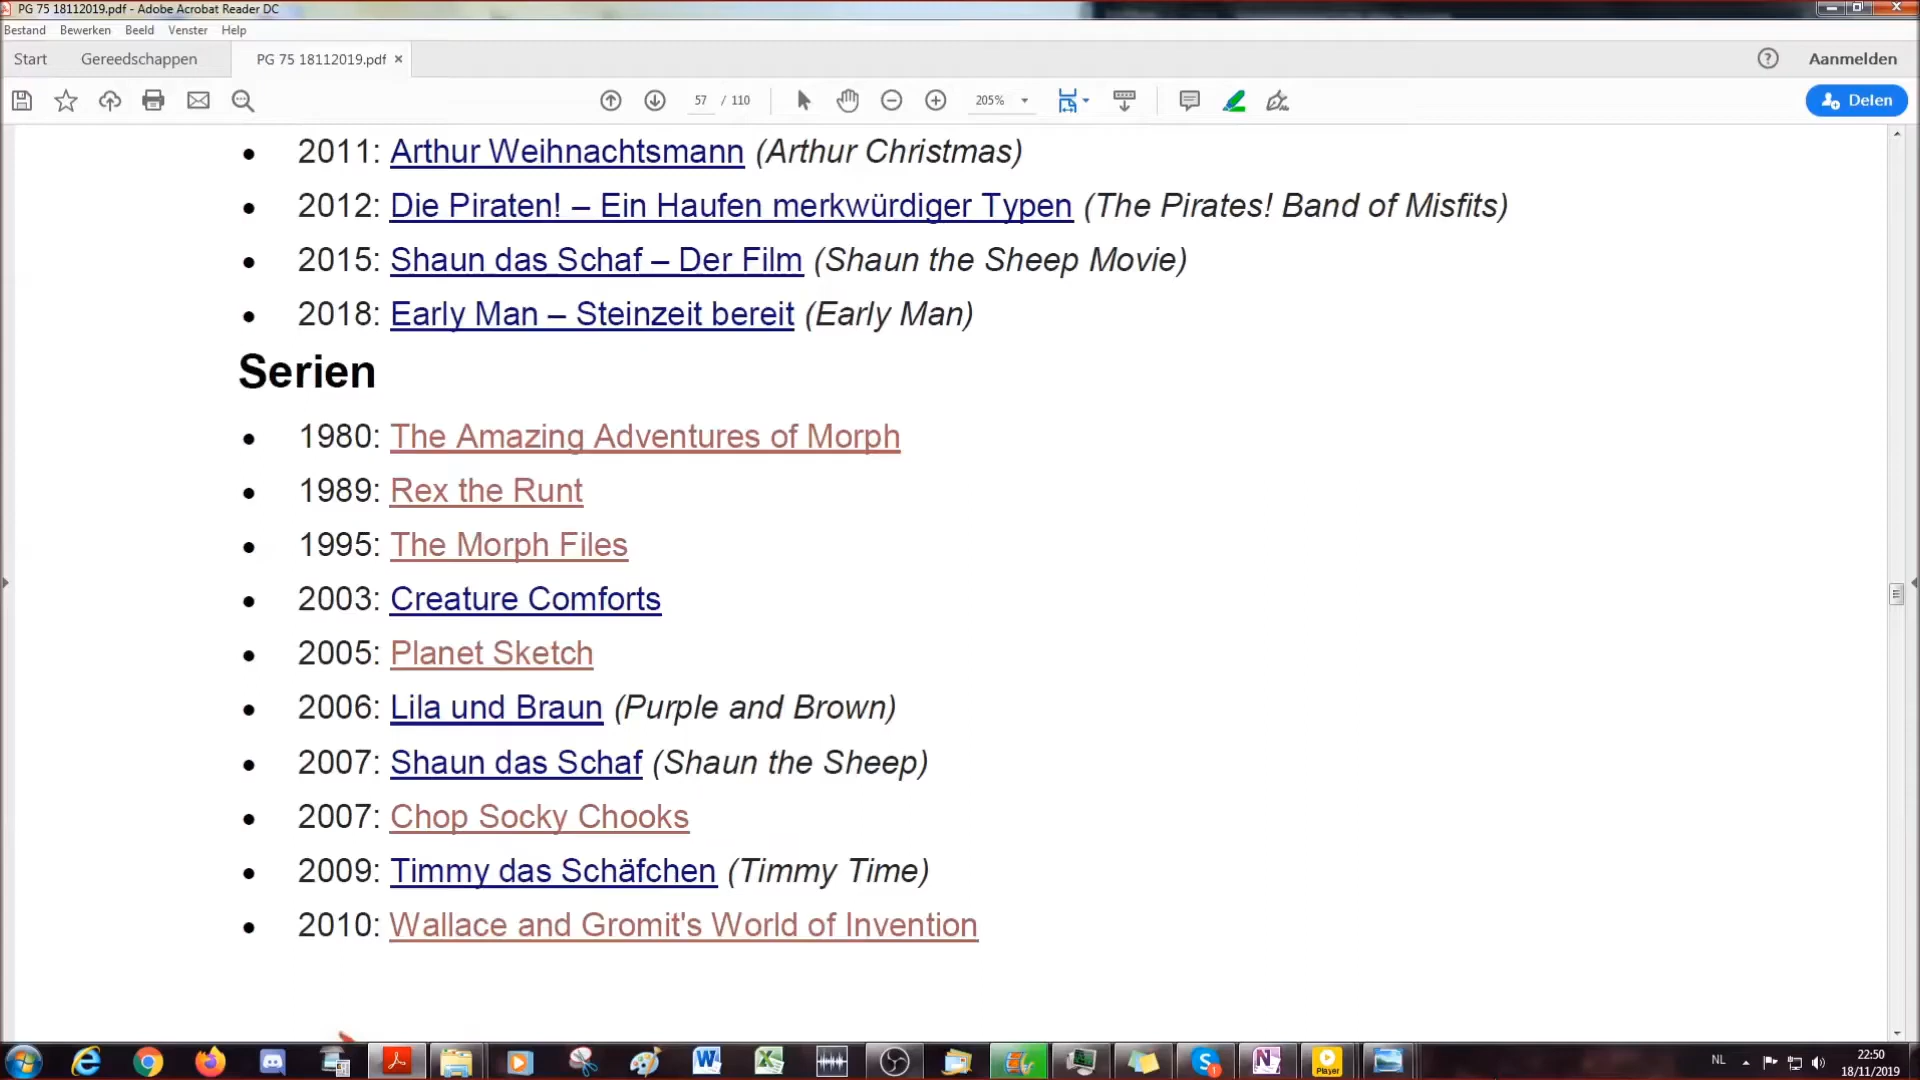 PG 75 18112019.pdf - Adobe Acrobat Reader DC
Bestand Bewerken Beeld Venster Help
Start Gereedschappen PG 75 18112019.pdf × Aanmelden
57 / 110 205% Delen
• 2011: Arthur Weihnachtsmann (Arthur Christmas)
• 2012: Die Piraten! – Ein Haufen merkwürdiger Typen (The Pirates! Band of Misfits)
• 2015: Shaun das Schaf – Der Film (Shaun the Sheep Movie)
• 2018: Early Man – Steinzeit bereit (Early Man)
Serien
• 1980: The Amazing Adventures of Morph
• 1989: Rex the Runt
• 1995: The Morph Files
• 2003: Creature Comforts
• 2005: Planet Sketch
• 2006: Lila und Braun (Purple and Brown)
• 2007: Shaun das Schaf (Shaun the Sheep)
• 2007: Chop Socky Chooks
• 2009: Timmy das Schäfchen (Timmy Time)
• 2010: Wallace and Gromit's World of Invention
Player
NL 22:50
18/11/2019